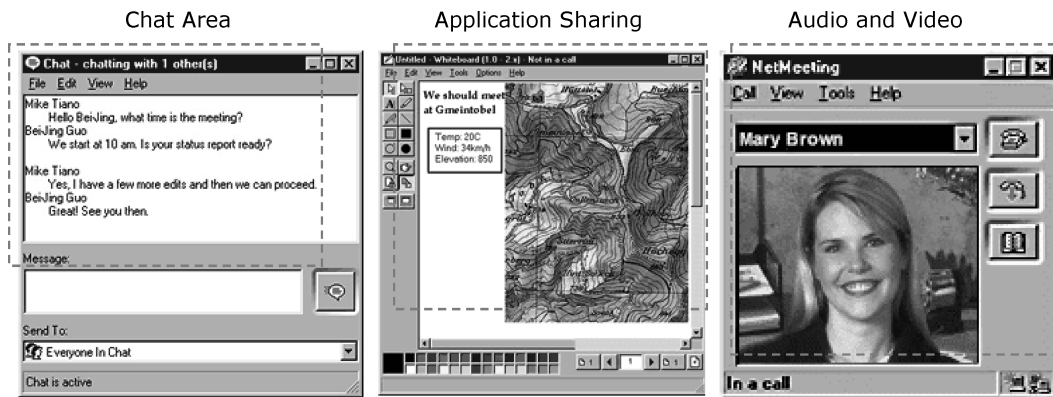 Chat Area
Application Sharing
Audio and Video
Chat - chatting with 1 other(s)
File Edit View Help
Mike Tiano
Hello BeiJing, what time is the meeting?
BeiJing Guo
We start at 10 am. Is your status report ready?
Mike Tiano
Yes, I have a few more edits and then we can proceed.
BeiJing Guo
Great! See you then.
Message:
Send To:
Everyone In Chat
Chat is active
Untitled - Whiteboard (1.0 - 2.x) - Not in a call
File Edit View Tools Options Help
We should meet
at Gmeintobel
Temp: 20C
Wind: 34km/h
Elevation: 850
A
1
1
1
NetMeeting
Call View Tools Help
Mary Brown
In a call